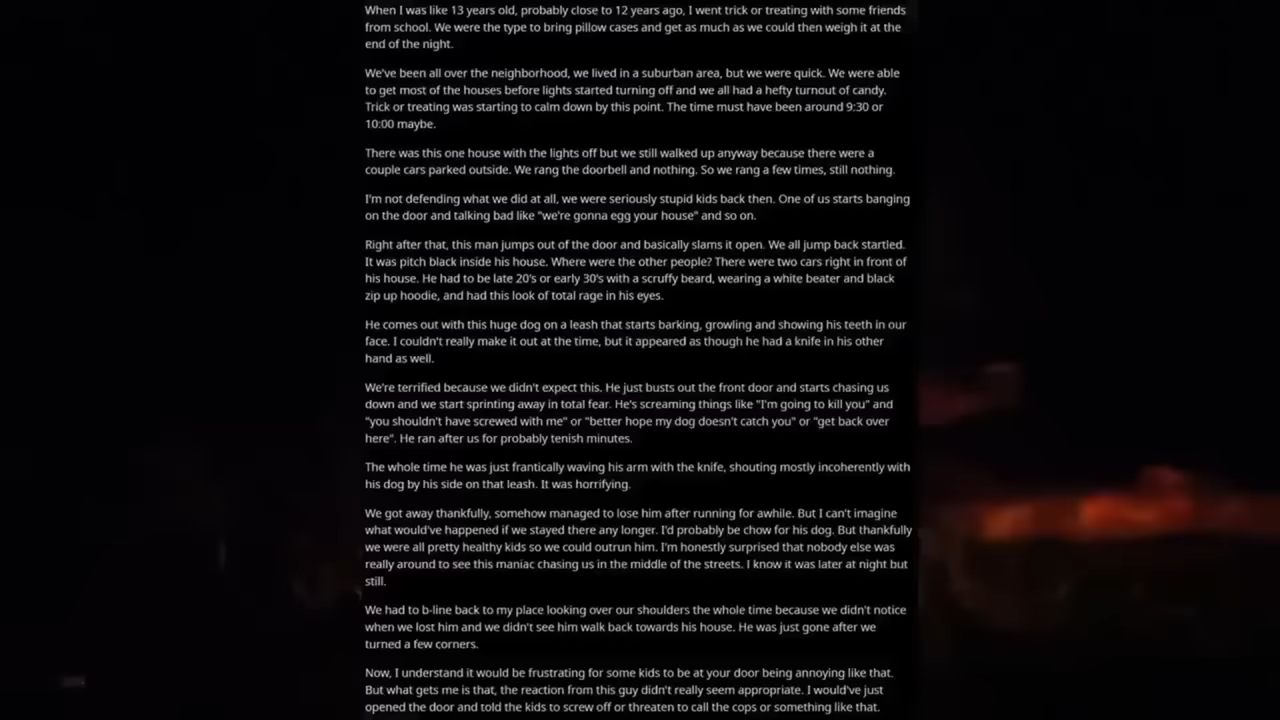 When I was like 13 years old, probably close to 12 years ago, I went trick or treating with some friends
from school. We were the type to bring pillow cases and get as much as we could then weigh it at the
end of the night.
We've been all over the neighborhood, we lived in a suburban area, but we were quick. We were able
to get most of the houses before lights started turning off and we all had a hefty turnout of candy.
Trick or treating was starting to calm down by this point. The time must have been around 9:30 or
10:00 maybe.
There was this one house with the lights off but we still walked up anyway because there were a
couple cars parked outside. We rang the doorbell and nothing. So we rang a few times, still nothing.
I'm not defending what we did at all, we were seriously stupid kids back then. One of us starts banging
on the door and talking bad like "we're gonna egg your house" and so on.
Right after that, this man jumps out of the door and basically slams it open. We all jump back startled.
It was pitch black inside his house. Where were the other people? There were two cars right in front of
his house. He had to be late 20's or early 30's with a scruffy beard, wearing a white beater and black
zip up hoodie, and had this look of total rage in his eyes.
He comes out with this huge dog on a leash that starts barking, growling and showing his teeth in our
face. I couldn't really make it out at the time, but it appeared as though he had a knife in his other
hand as well.
We're terrified because we didn't expect this. He just busts out the front door and starts chasing us
down and we start sprinting away in total fear. He's screaming things like "I'm going to kill you" and
"you shouldn't have screwed with me" or "better hope my dog doesn't catch you" or "get back over
here". He ran after us for probably tenish minutes.
The whole time he was just frantically waving his arm with the knife, shouting mostly incoherently with
his dog by his side on that leash. It was horrifying.
We got away thankfully, somehow managed to lose him after running for awhile. But I can't imagine
what would've happened if we stayed there any longer. I'd probably be chow for his dog. But thankfully
we were all pretty healthy kids so we could outrun him. I'm honestly surprised that nobody else was
really around to see this maniac chasing us in the middle of the streets. I know it was later at night but
still.
We had to b-line back to my place looking over our shoulders the whole time because we didn't notice
when we lost him and we didn't see him walk back towards his house. He was just gone after we
turned a few corners.
Now, I understand it would be frustrating for some kids to be at your door being annoying like that.
But what gets me is that, the reaction from this guy didn't really seem appropriate. I would've just
opened the door and told the kids to screw off or threaten to call the cops or something like that.